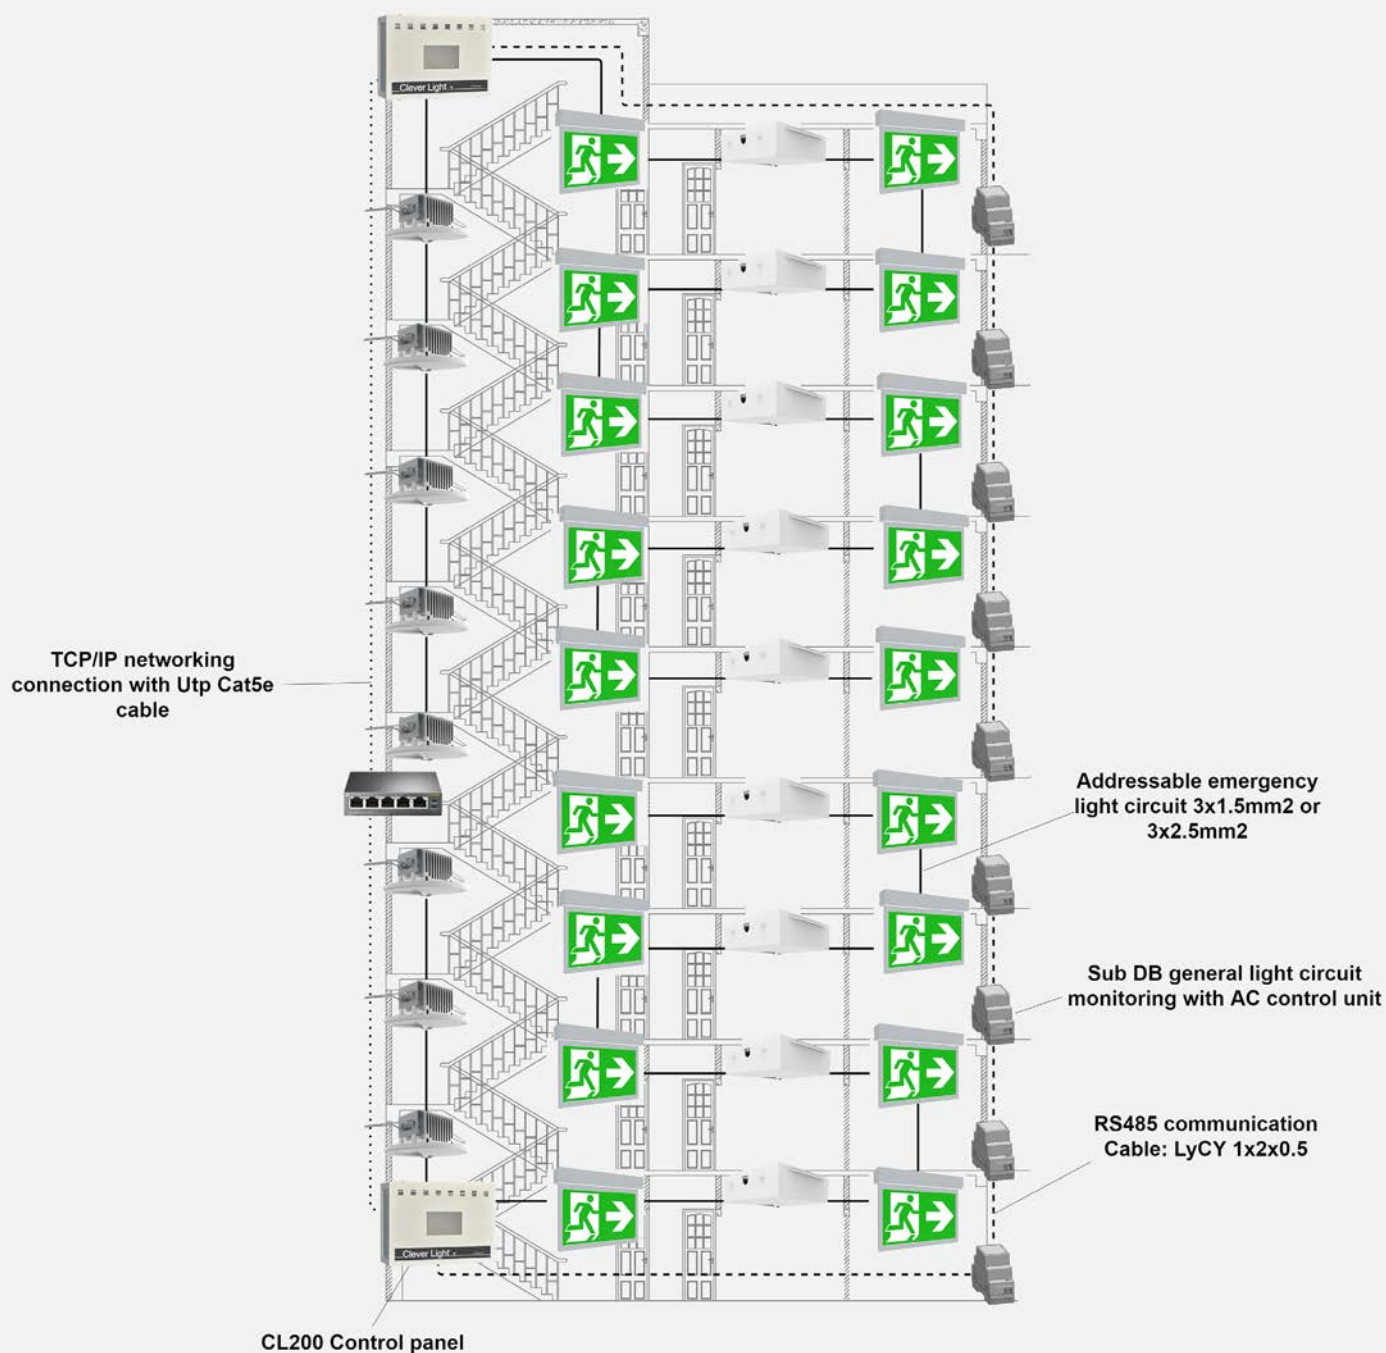 Clever Light
TCP/IP networking
connection with Utp Cat5e
cable
Addressable emergency
light circuit 3x1.5mm2 or
3x2.5mm2
Sub DB general light circuit
monitoring with AC control unit
RS485 communication
Cable: LyCY 1x2x0.5
Clever Light
CL200 Control panel